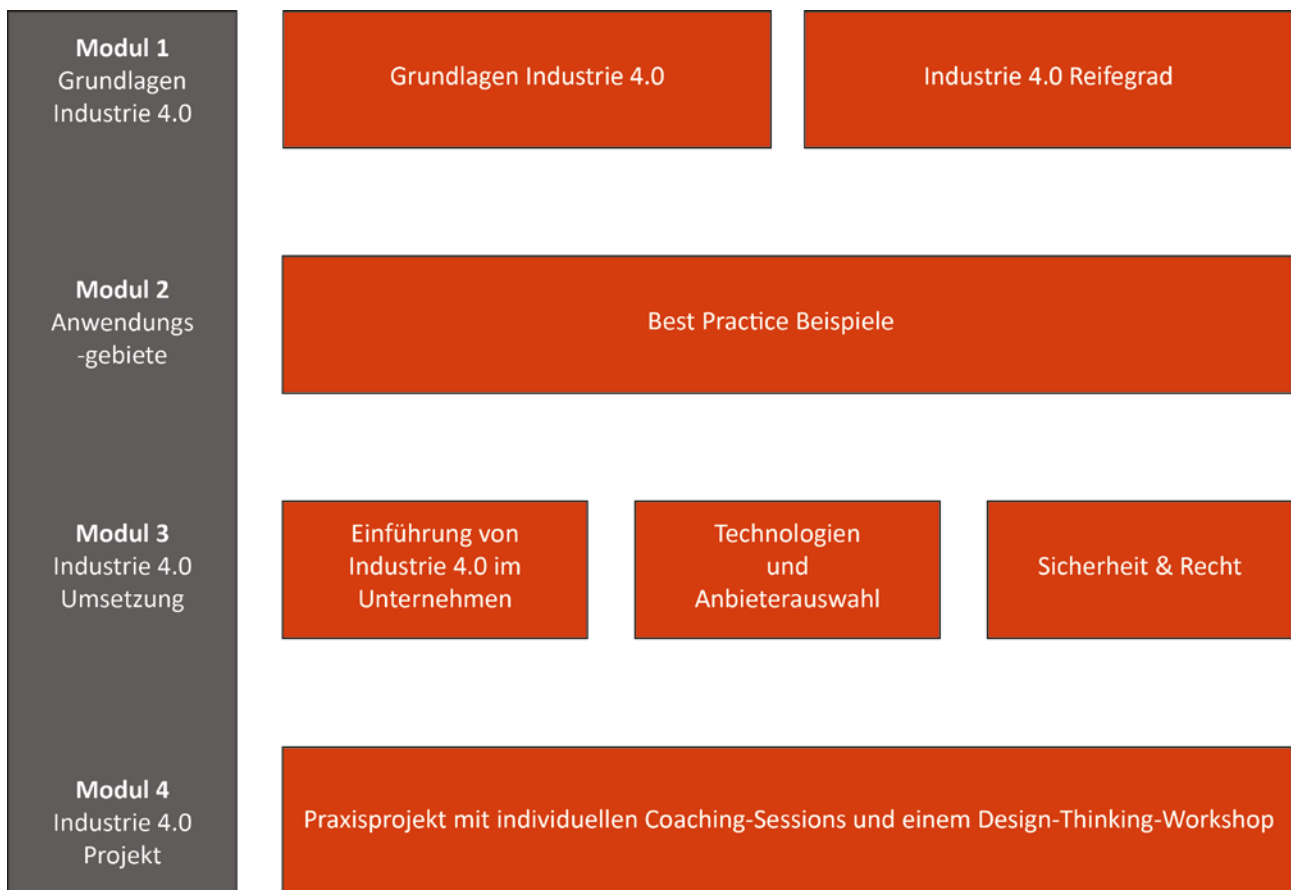 Modul 1
Grundlagen
Industrie 4.0
Grundlagen Industrie 4.0
Industrie 4.0 Reifegrad
Modul 2
Anwendungs
-gebiete
Best Practice Beispiele
Modul 3
Industrie 4.0
Umsetzung
Einführung von
Industrie 4.0 im
Unternehmen
Technologien
und
Anbieterauswahl
Sicherheit & Recht
Modul 4
Industrie 4.0
Projekt
Praxisprojekt mit individuellen Coaching-Sessions und einem Design-Thinking-Workshop